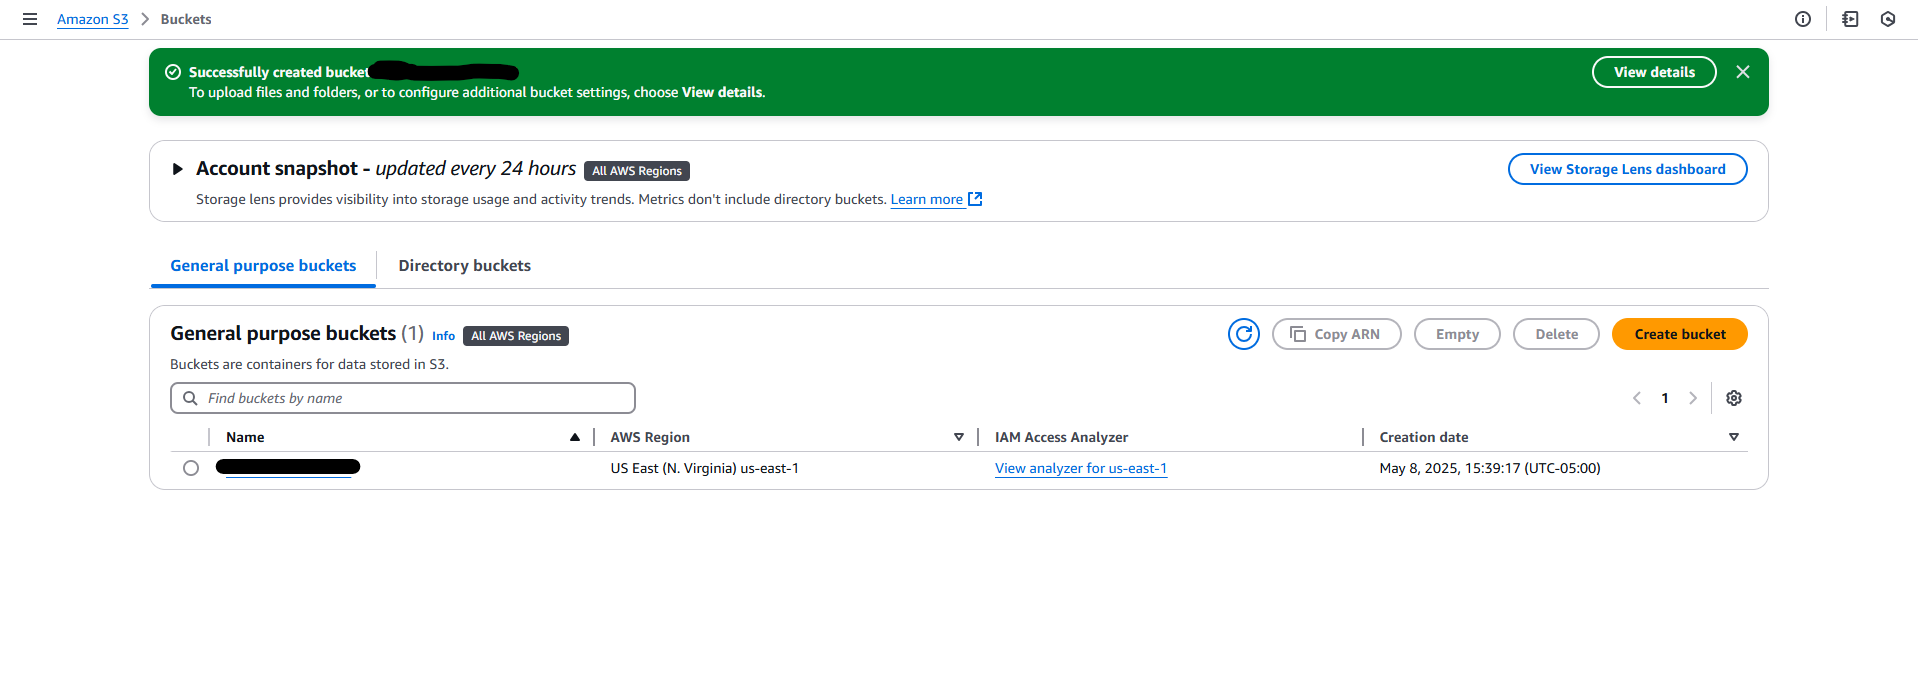 Amazon S3 > Buckets
Successfully created bucket
View details
To upload files and folders, or to configure additional bucket settings, choose View details.
Account snapshot - updated every 24 hours All AWS Regions
View Storage Lens dashboard
Storage lens provides visibility into storage usage and activity trends. Metrics don't include directory buckets. Learn more
General purpose buckets Directory buckets
General purpose buckets (1) Info All AWS Regions
Copy ARN Empty Delete Create bucket
Buckets are containers for data stored in S3.
Find buckets by name
1
Name AWS Region IAM Access Analyzer Creation date
US East (N. Virginia) us-east-1 View analyzer for us-east-1 May 8, 2025, 15:39:17 (UTC-05:00)